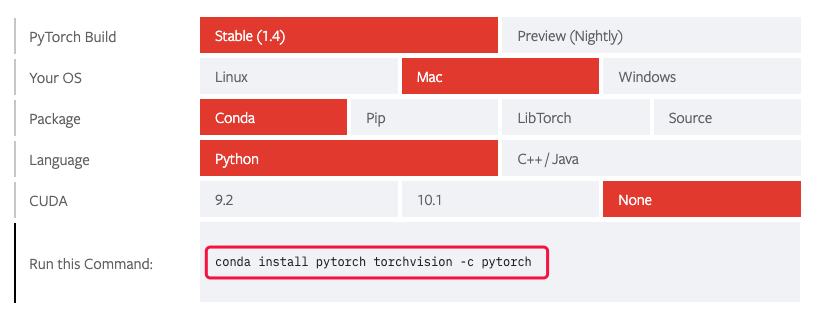 PyTorch Build Stable (1.4) Preview (Nightly)
Your OS Linux Mac Windows
Package Conda Pip LibTorch Source
Language Python C++ / Java
CUDA 9.2 10.1 None
Run this Command: conda install pytorch torchvision -c pytorch